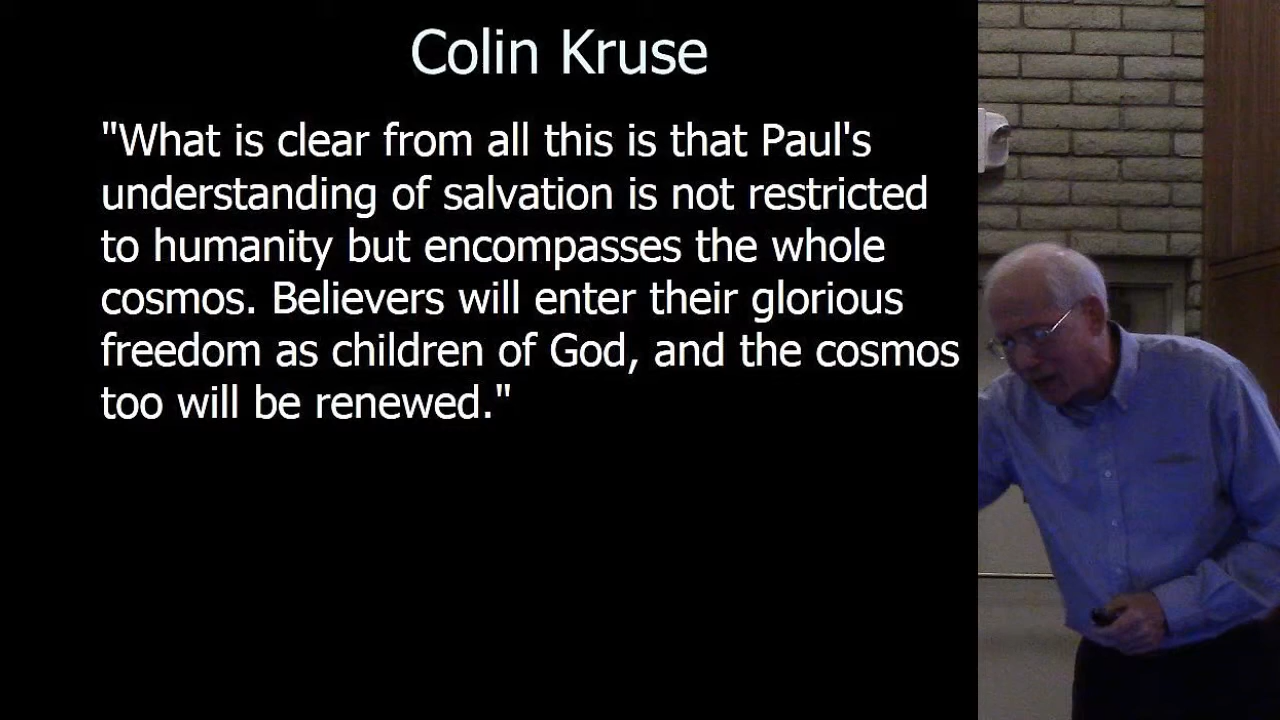 Colin Kruse
"What is clear from all this is that Paul's
understanding of salvation is not restricted
to humanity but encompasses the whole
cosmos. Believers will enter their glorious
freedom as children of God, and the cosmos
too will be renewed."